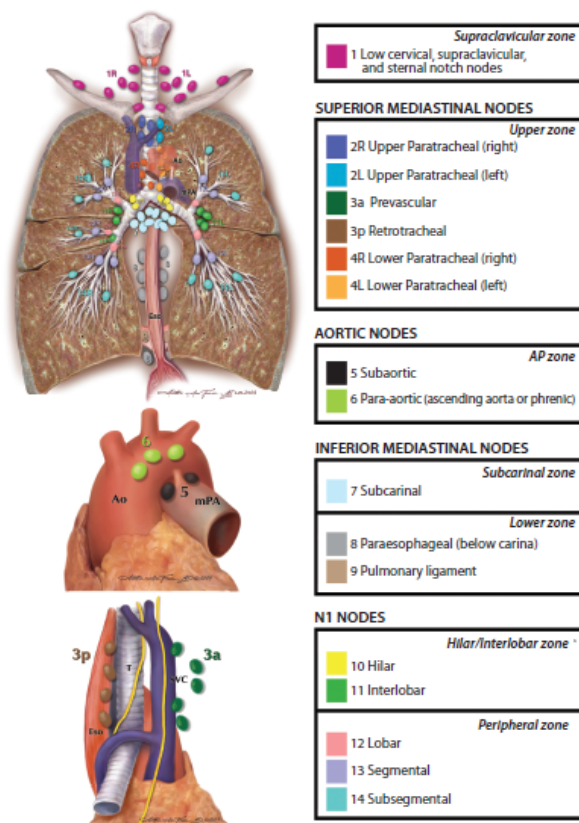 1R
1L
Ao
6
5
mPA
3p
3a
T
Eso
Supraclavicular zone
1 Low cervical, supraclavicular,
and sternal notch nodes
SUPERIOR MEDIASTINAL NODES
Upper zone
2R Upper Paratracheal (right)
2L Upper Paratracheal (left)
3a Prevascular
3p Retrotracheal
4R Lower Paratracheal (right)
4L Lower Paratracheal (left)
AORTIC NODES
AP zone
5 Subaortic
6 Para-aortic (ascending aorta or phrenic)
INFERIOR MEDIASTINAL NODES
Subcarinal zone
7 Subcarinal
Lower zone
8 Paraesophageal (below carina)
9 Pulmonary ligament
N1 NODES
Hilar/Interlobar zone
10 Hilar
11 Interlobar
Peripheral zone
12 Lobar
13 Segmental
14 Subsegmental